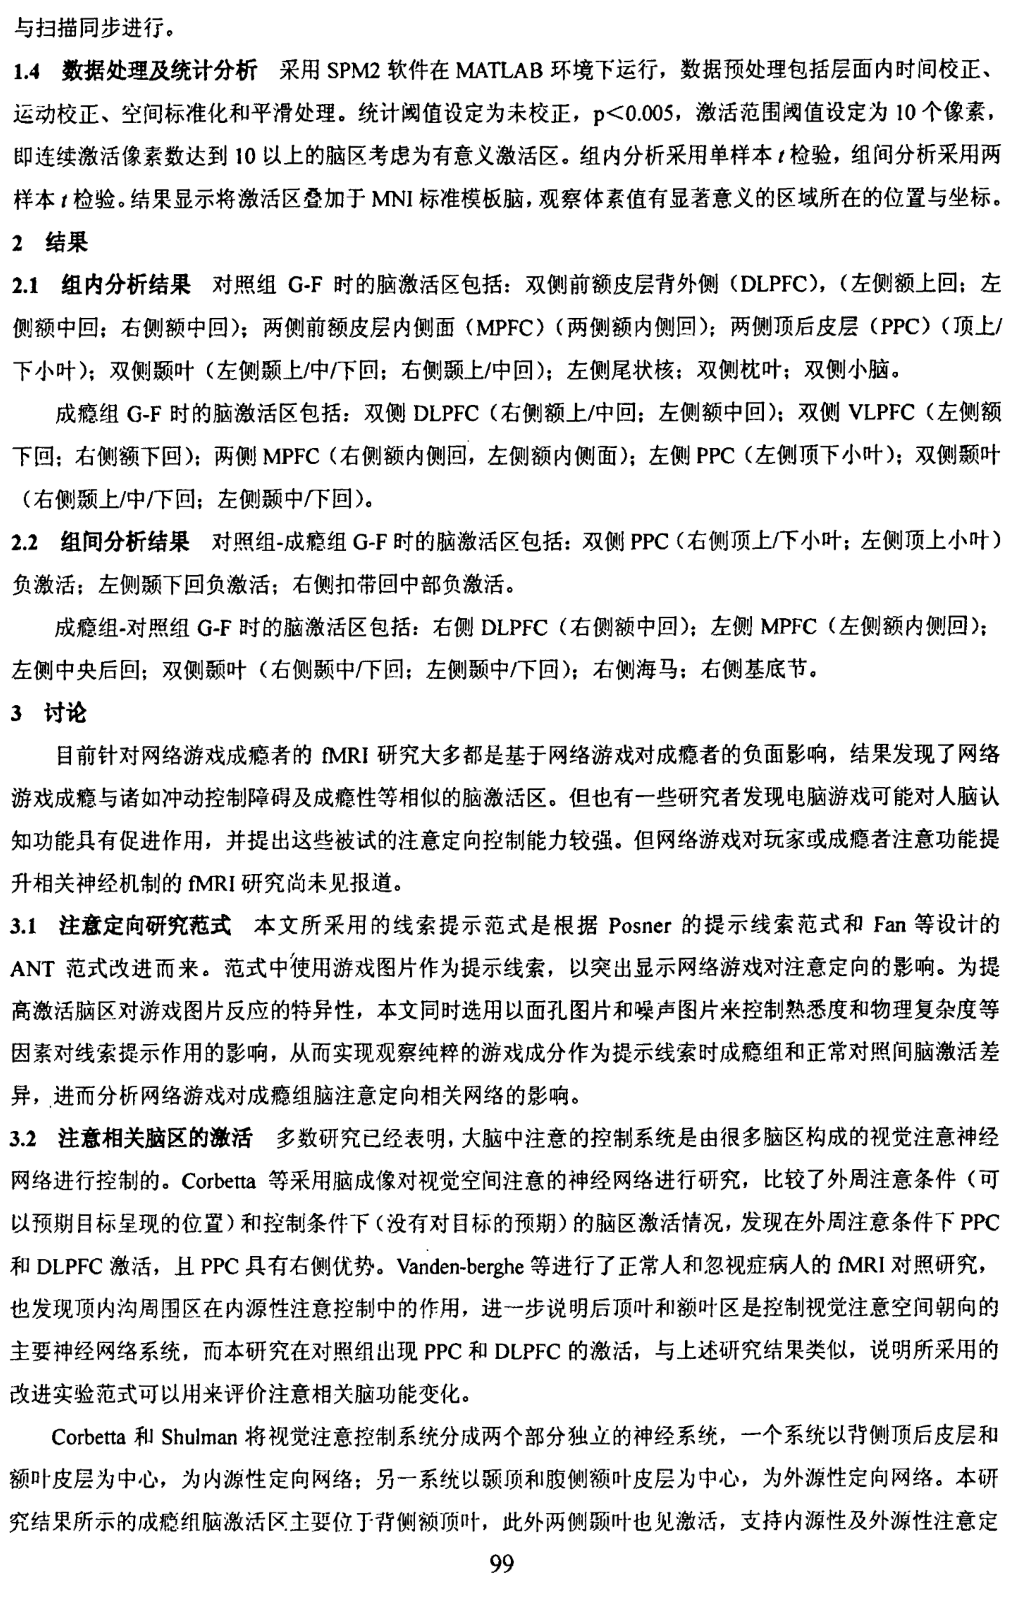 与扫描同步进行。
1.4 数据处理及统计分析 采用 SPM2 软件在 MATLAB 环境下运行，数据预处理包括层面内时间校正、
运动校正、空间标准化和平滑处理。统计阈值设定为未校正，p＜0.005，激活范围阈值设定为 10 个像素，
即连续激活像素数达到 10 以上的脑区考虑为有意义激活区。组内分析采用单样本 t 检验，组间分析采用两
样本 t 检验。结果显示将激活区叠加于 MNI 标准模板脑，观察体素值有显著意义的区域所在的位置与坐标。
2 结果
2.1 组内分析结果 对照组 G-F 时的脑激活区包括：双侧前额皮层背外侧（DLPFC），（左侧额上回；左
侧额中回；右侧额中回）；两侧前额皮层内侧面（MPFC）（两侧额内侧回）；两侧顶后皮层（PPC）（顶上/
下小叶）；双侧颞叶（左侧颞上/中/下回；右侧颞上/中回）；左侧尾状核；双侧枕叶；双侧小脑。
成瘾组 G-F 时的脑激活区包括：双侧 DLPFC（右侧额上/中回；左侧额中回）；双侧 VLPFC（左侧额
下回；右侧额下回）；两侧 MPFC（右侧额内侧回，左侧额内侧面）；左侧 PPC（左侧顶下小叶）；双侧颞叶
（右侧颞上/中/下回；左侧颞中/下回）。
2.2 组间分析结果 对照组-成瘾组 G-F 时的脑激活区包括：双侧 PPC（右侧顶上/下小叶；左侧顶上小叶）
负激活；左侧颞下回负激活；右侧扣带回中部负激活。
成瘾组-对照组 G-F 时的脑激活区包括：右侧 DLPFC（右侧额中回）；左侧 MPFC（左侧额内侧回）；
左侧中央后回；双侧颞叶（右侧颞中/下回；左侧颞中/下回）；右侧海马；右侧基底节。
3 讨论
目前针对网络游戏成瘾者的 fMRI 研究大多都是基于网络游戏对成瘾者的负面影响，结果发现了网络
游戏成瘾与诸如冲动控制障碍及成瘾性等相似的脑激活区。但也有一些研究者发现电脑游戏可能对人脑认
知功能具有促进作用，并提出这些被试的注意定向控制能力较强。但网络游戏对玩家或成瘾者注意功能提
升相关神经机制的 fMRI 研究尚未见报道。
3.1 注意定向研究范式 本文所采用的线索提示范式是根据 Posner 的提示线索范式和 Fan 等设计的
ANT 范式改进而来。范式中使用游戏图片作为提示线索，以突出显示网络游戏对注意定向的影响。为提
高激活脑区对游戏图片反应的特异性，本文同时选用以面孔图片和噪声图片来控制熟悉度和物理复杂度等
因素对线索提示作用的影响，从而实现观察纯粹的游戏成分作为提示线索时成瘾组和正常对照间脑激活差
异，进而分析网络游戏对成瘾组脑注意定向相关网络的影响。
3.2 注意相关脑区的激活 多数研究已经表明，大脑中注意的控制系统是由很多脑区构成的视觉注意神经
网络进行控制的。Corbetta 等采用脑成像对视觉空间注意的神经网络进行研究，比较了外周注意条件（可
以预期目标呈现的位置）和控制条件下（没有对目标的预期）的脑区激活情况，发现在外周注意条件下 PPC
和 DLPFC 激活，且 PPC 具有右侧优势。Vanden-berghe 等进行了正常人和忽视症病人的 fMRI 对照研究，
也发现顶内沟周围区在内源性注意控制中的作用，进一步说明后顶叶和额叶区是控制视觉注意空间朝向的
主要神经网络系统，而本研究在对照组出现 PPC 和 DLPFC 的激活，与上述研究结果类似，说明所采用的
改进实验范式可以用来评价注意相关脑功能变化。
Corbetta 和 Shulman 将视觉注意控制系统分成两个部分独立的神经系统，一个系统以背侧顶后皮层和
额叶皮层为中心，为内源性定向网络；另一系统以颞顶和腹侧额叶皮层为中心，为外源性定向网络。本研
究结果所示的成瘾组脑激活区主要位于背侧额顶叶，此外两侧颞叶也见激活，支持内源性及外源性注意定
99